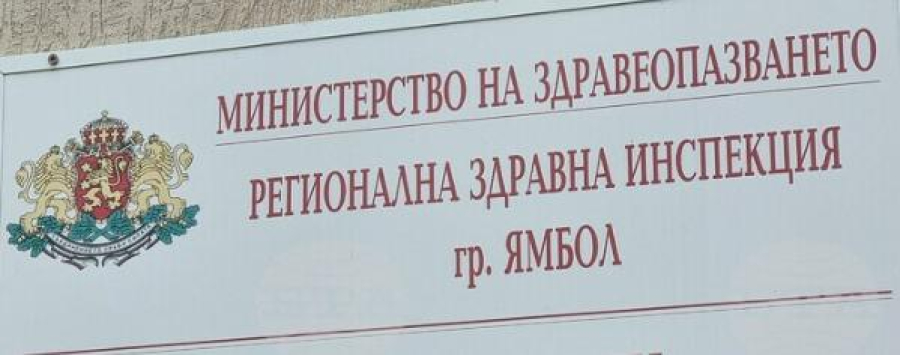 МИНИСТЕРСТВО НА ЗДРАВЕОПАЗВАНЕТО
РЕГИОНАЛНА ЗДРАВНА ИНСПЕКЦИЯ
гр. ЯМБОЛ